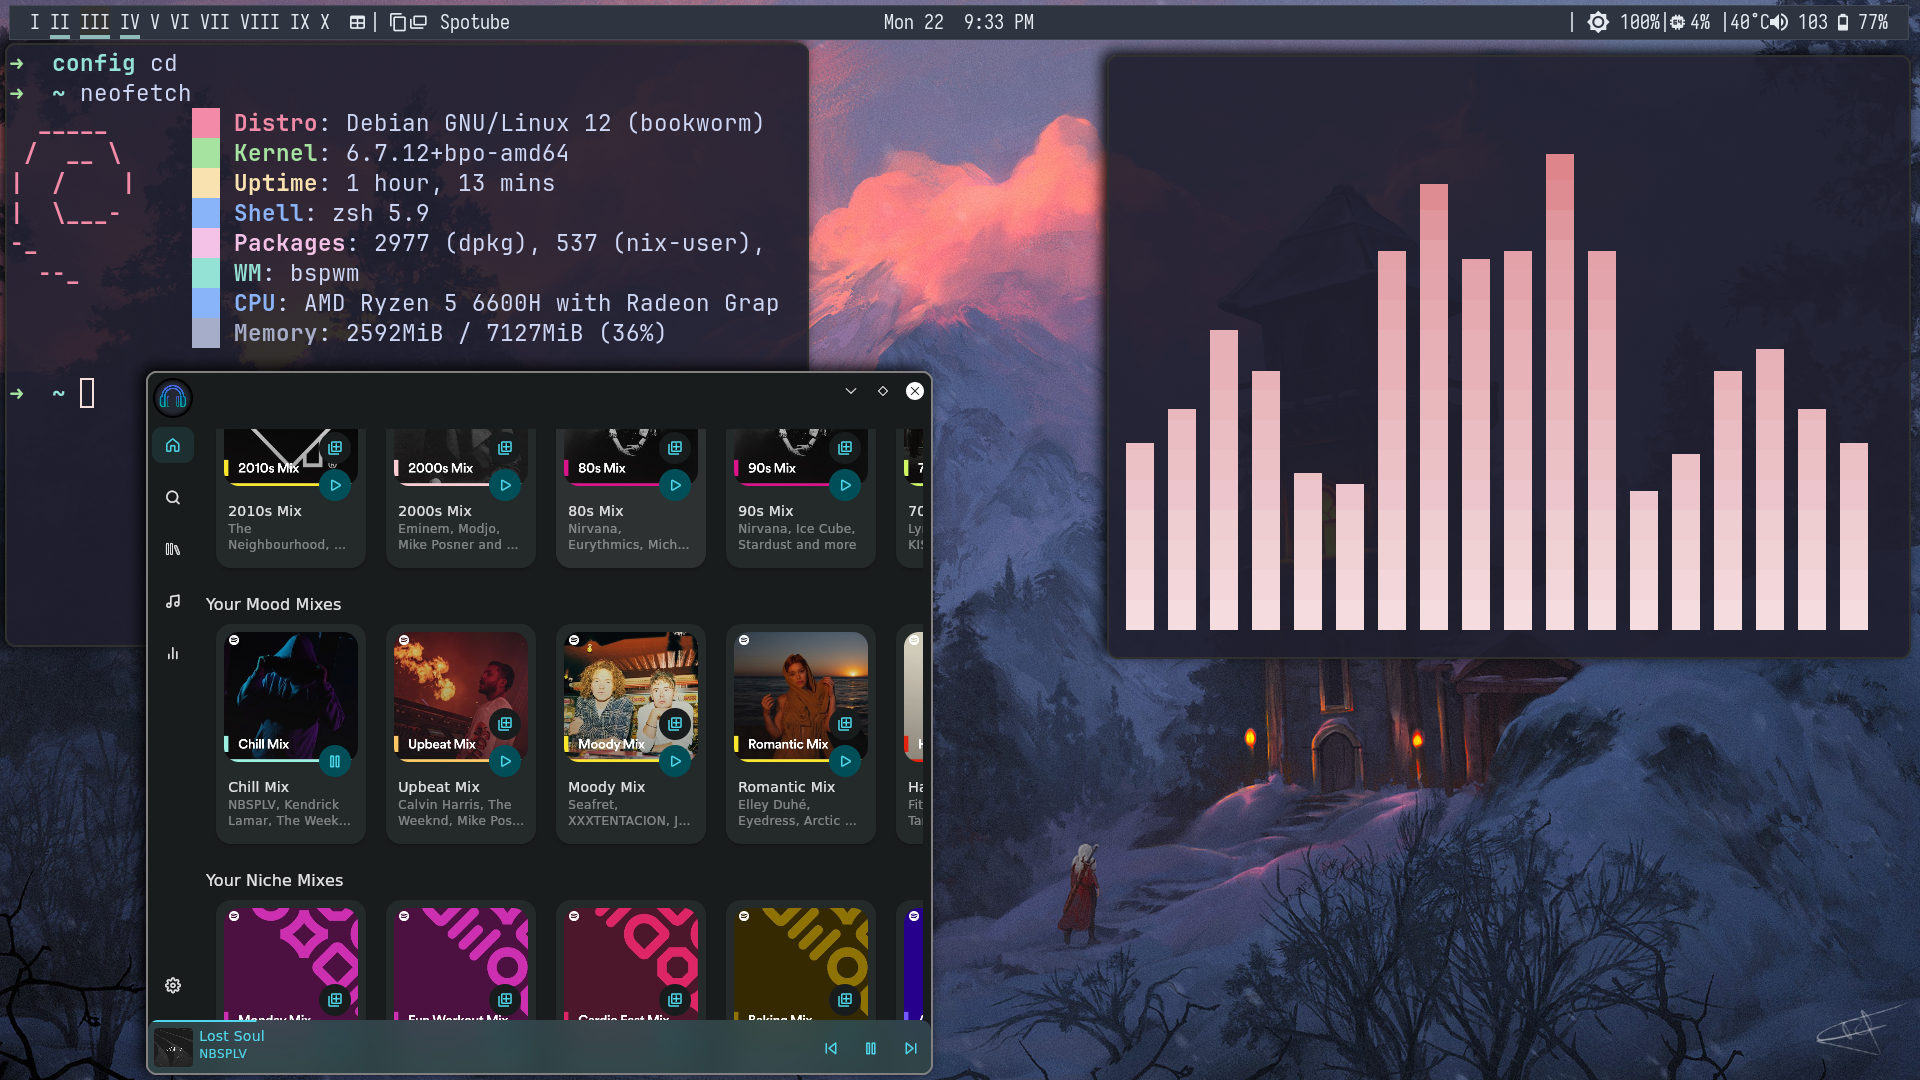 I II III IV V VI VII VIII IX X | Spotube
Mon 22 9:33 PM
| 100%| 4% |40°C 103 77%
➜ config cd
➜ ~ neofetch
Distro: Debian GNU/Linux 12 (bookworm)
Kernel: 6.7.12+bpo-amd64
Uptime: 1 hour, 13 mins
Shell: zsh 5.9
Packages: 2977 (dpkg), 537 (nix-user),
WM: bspwm
CPU: AMD Ryzen 5 6600H with Radeon Grap
Memory: 2592MiB / 7127MiB (36%)
➜ ~
2010s Mix
2000s Mix
80s Mix
90s Mix
7
2010s Mix
The
Neighbourhood, ...
2000s Mix
Eminem, Modjo,
Mike Posner and ...
80s Mix
Nirvana,
Eurythmics, Mich...
90s Mix
Nirvana, Ice Cube,
Stardust and more
70
Ly
KIS
Your Mood Mixes
Chill Mix
Upbeat Mix
Moody Mix
Romantic Mix
H
Chill Mix
NBSPLV, Kendrick
Lamar, The Week...
Upbeat Mix
Calvin Harris, The
Weeknd, Mike Pos...
Moody Mix
Seafret,
XXXTENTACION, J...
Romantic Mix
Elley Duhé,
Eyedress, Arctic ...
Ha
Fit
Tar
Your Niche Mixes
Monday Mix
Fun Workout Mix
Cardio Fast Mix
Baking Mix
Lost Soul
NBSPLV